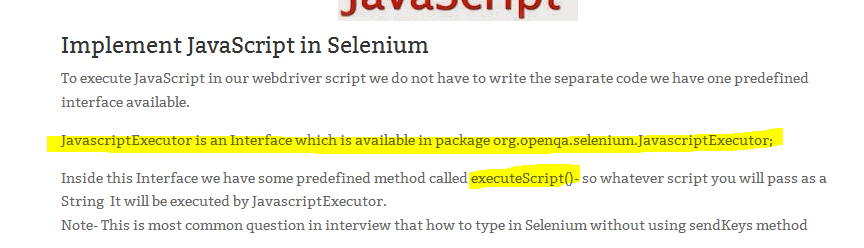 JavaScript
Implement JavaScript in Selenium
To execute JavaScript in our webdriver script we do not have to write the separate code we have one predefined
interface available.
JavascriptExecutor is an Interface which is available in package org.openqa.selenium.JavascriptExecutor;
Inside this Interface we have some predefined method called executeScript()- so whatever script you will pass as a
String It will be executed by JavascriptExecutor.
Note- This is most common question in interview that how to type in Selenium without using sendKeys method